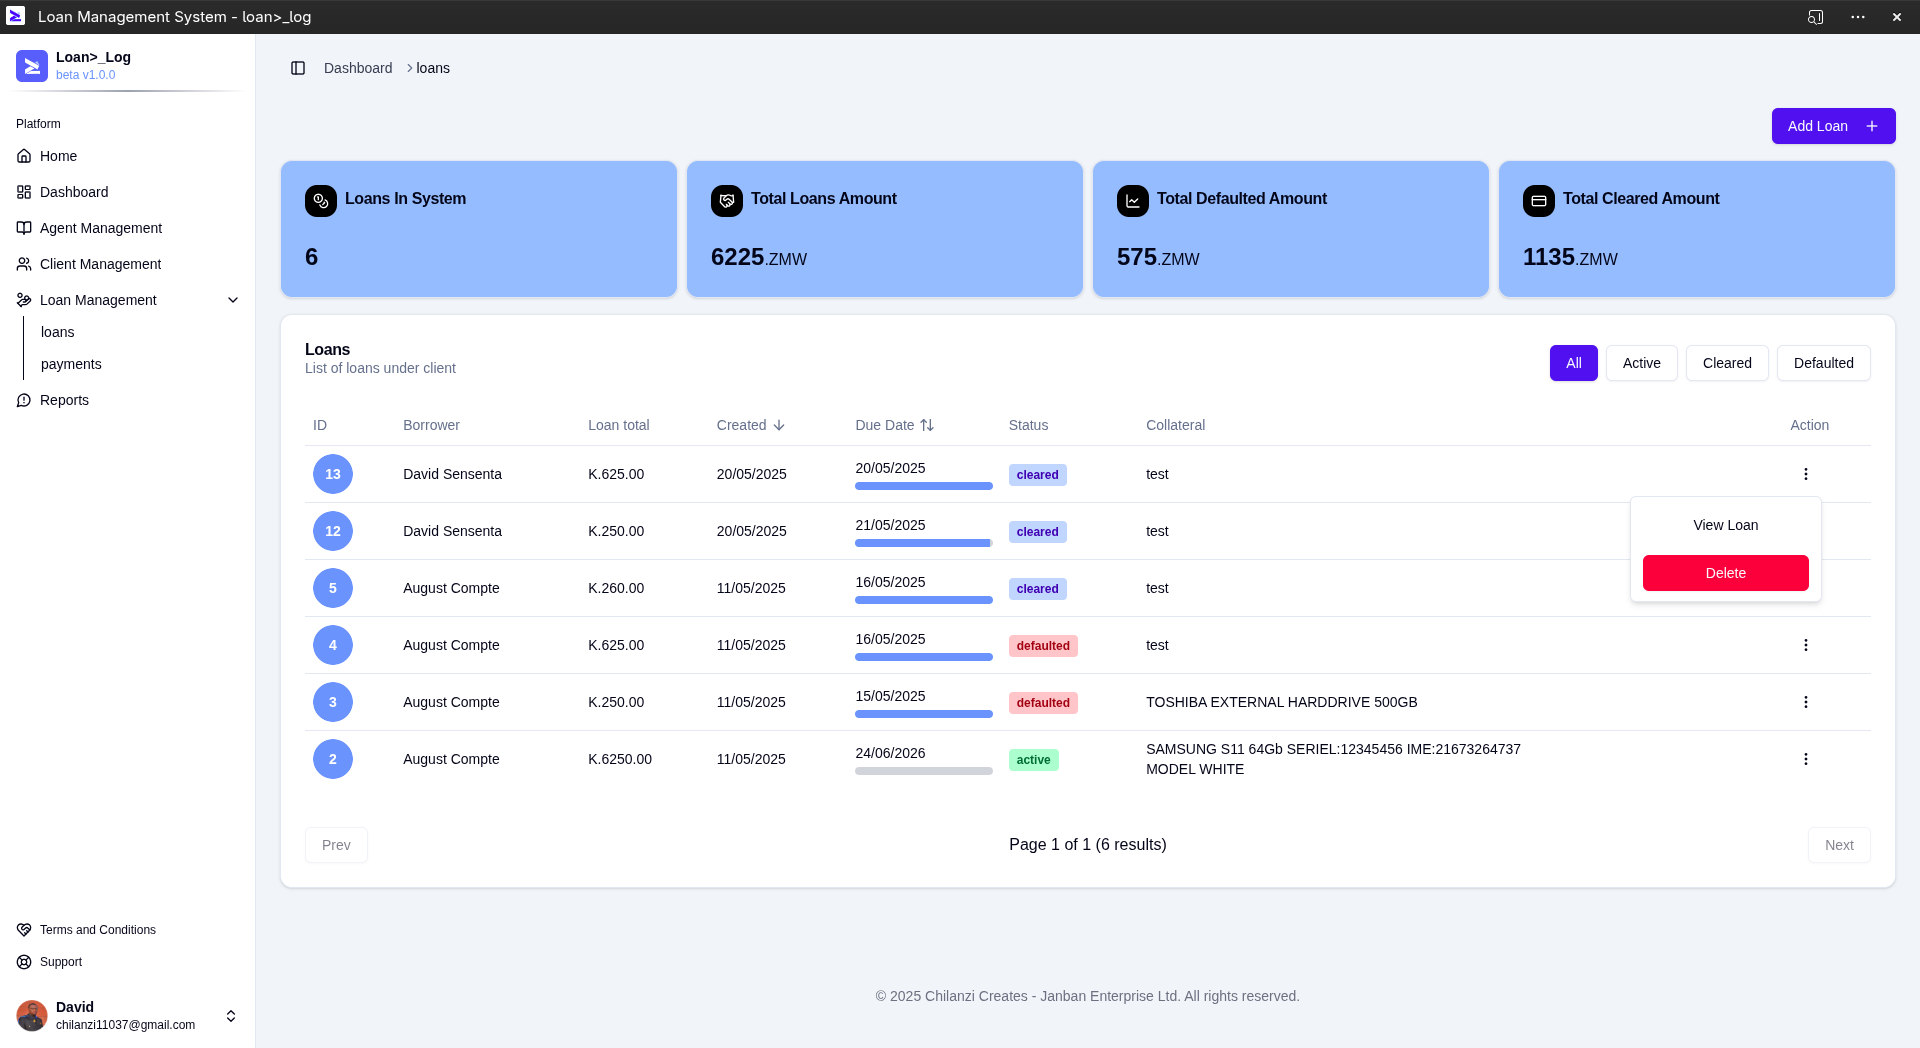 Loan Management System - loan>_log
Loan>_Log
beta v1.0.0
Platform
Home
Dashboard
Agent Management
Client Management
Loan Management
loans
payments
Reports
Terms and Conditions
Support
David
chilanzi11037@gmail.com
Dashboard > loans
Add Loan +
Loans In System
6
Total Loans Amount
6225.ZMW
Total Defaulted Amount
575.ZMW
Total Cleared Amount
1135.ZMW
Loans
List of loans under client
All Active Cleared Defaulted
ID Borrower Loan total Created Due Date Status Collateral Action
13 David Sensenta K.625.00 20/05/2025 20/05/2025 cleared test
12 David Sensenta K.250.00 20/05/2025 21/05/2025 cleared test
View Loan
Delete
5 August Compte K.260.00 11/05/2025 16/05/2025 cleared test
4 August Compte K.625.00 11/05/2025 16/05/2025 defaulted test
3 August Compte K.250.00 11/05/2025 15/05/2025 defaulted TOSHIBA EXTERNAL HARDDRIVE 500GB
2 August Compte K.6250.00 11/05/2025 24/06/2026 active SAMSUNG S11 64Gb SERIEL:12345456 IME:21673264737
MODEL WHITE
Prev Page 1 of 1 (6 results) Next
© 2025 Chilanzi Creates - Janban Enterprise Ltd. All rights reserved.